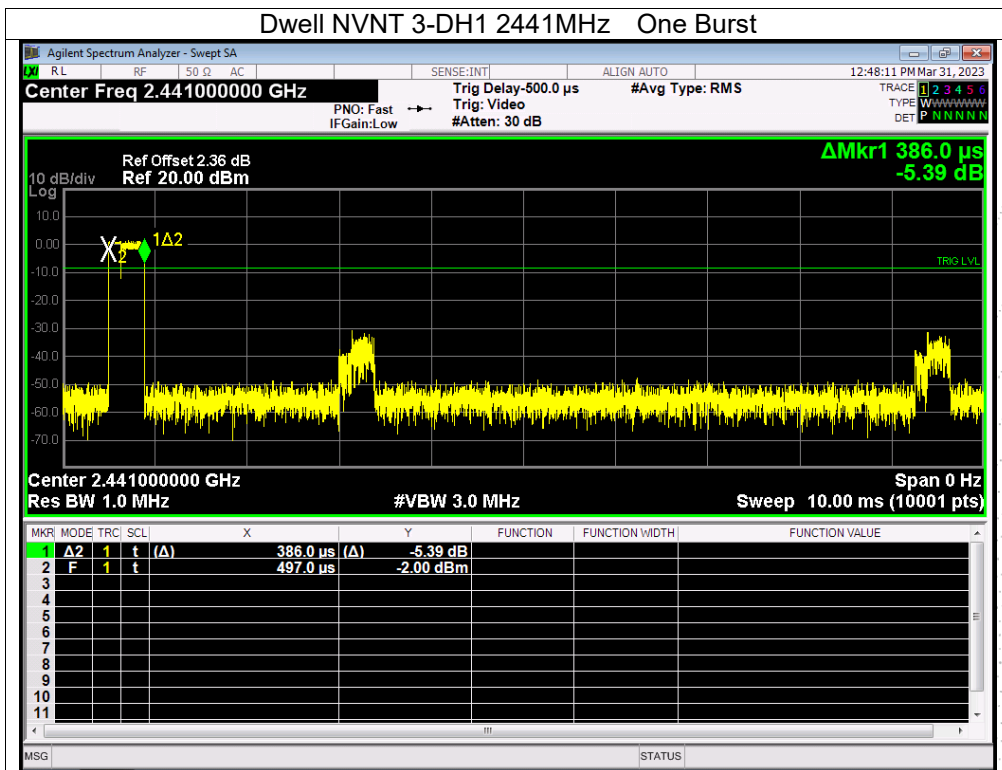 Dwell NVNT 3-DH1 2441MHz One Burst
Agilent Spectrum Analyzer - Swept SA
LXI RL RF 50 Ω AC SENSE:INT ALIGN AUTO 12:48:11 PM Mar 31, 2023
Center Freq 2.441000000 GHz
PNO: Fast
IFGain:Low
Trig Delay-500.0 µs
Trig: Video
#Atten: 30 dB
#Avg Type: RMS
TRACE 1 2 3 4 5 6
TYPE WWWWWW
DET P N N N N N
ΔMkr1 386.0 µs
-5.39 dB
Ref Offset 2.36 dB
10 dB/div Ref 20.00 dBm
Log
10.0
0.00
-10.0
-20.0
-30.0
-40.0
-50.0
-60.0
-70.0
X2
1Δ2
TRIG LVL
Center 2.441000000 GHz Span 0 Hz
Res BW 1.0 MHz #VBW 3.0 MHz Sweep 10.00 ms (10001 pts)
MKR MODE TRC SCL X Y FUNCTION FUNCTION WIDTH FUNCTION VALUE
1 Δ2 1 t (Δ) 386.0 µs (Δ) -5.39 dB
2 F 1 t 497.0 µs -2.00 dBm
3
4
5
6
7
8
9
10
11
MSG STATUS